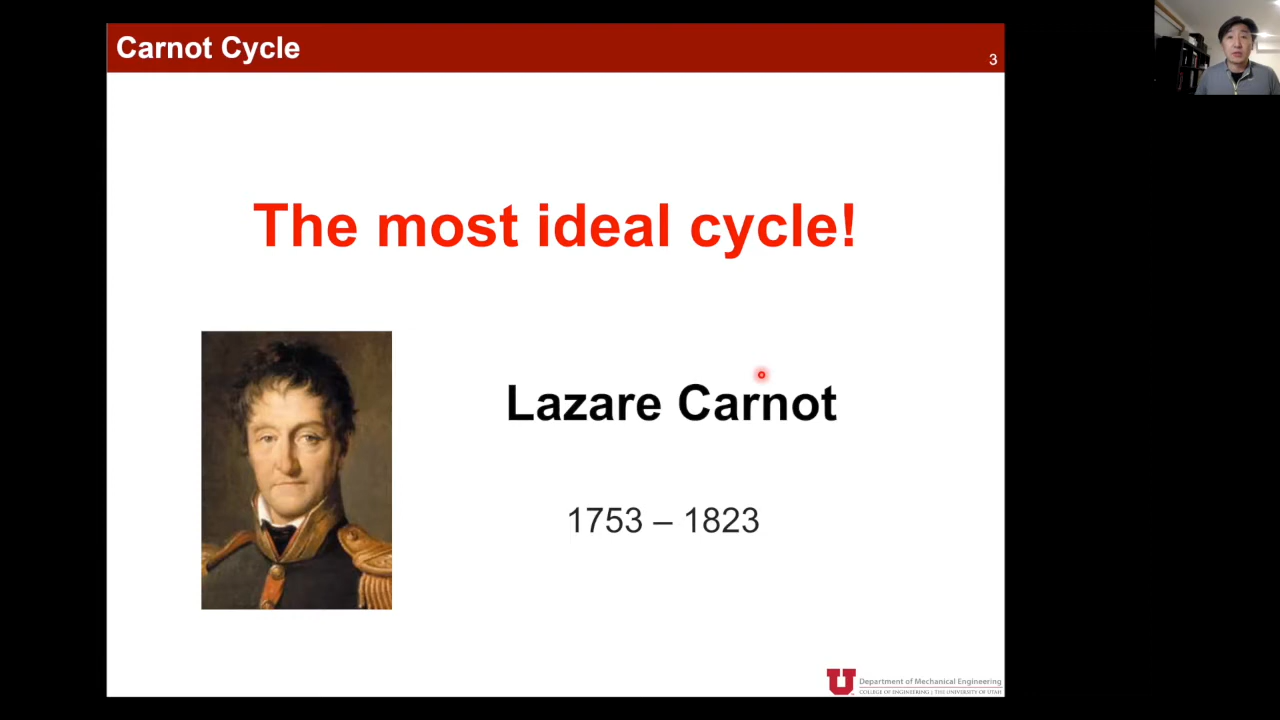 Carnot Cycle
3
The most ideal cycle!
Lazare Carnot
1753 – 1823
U
Department of Mechanical Engineering
COLLEGE OF ENGINEERING | THE UNIVERSITY OF UTAH